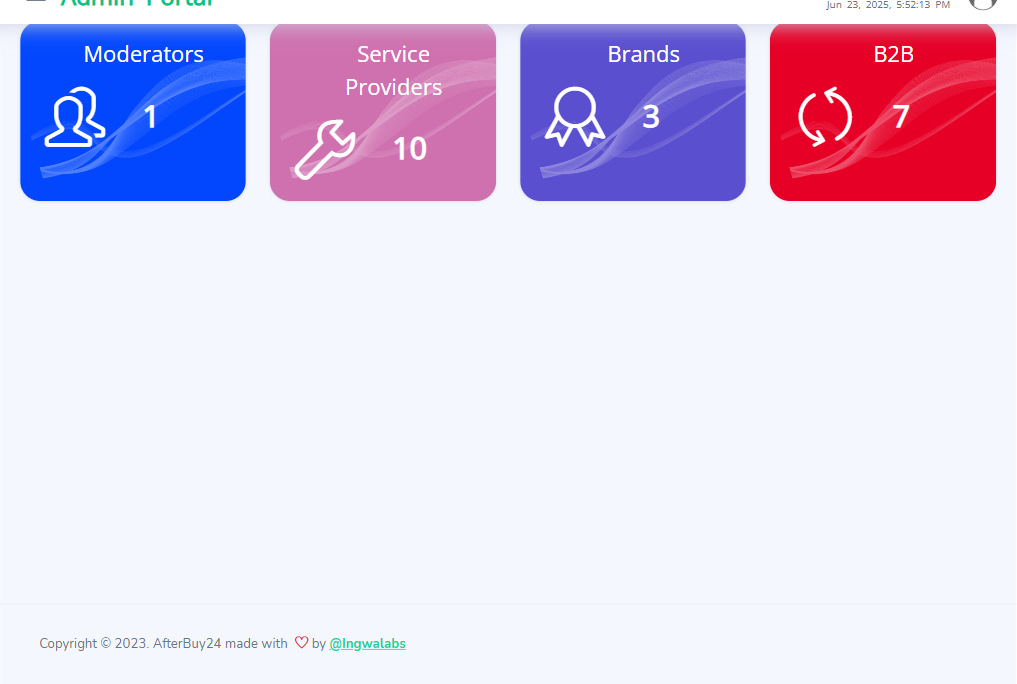 Admin Portal
Jun 23, 2025, 5:52:13 PM
Moderators
1
Service
Providers
10
Brands
3
B2B
7
Copyright © 2023. AfterBuy24 made with ♡ by @Ingwalabs